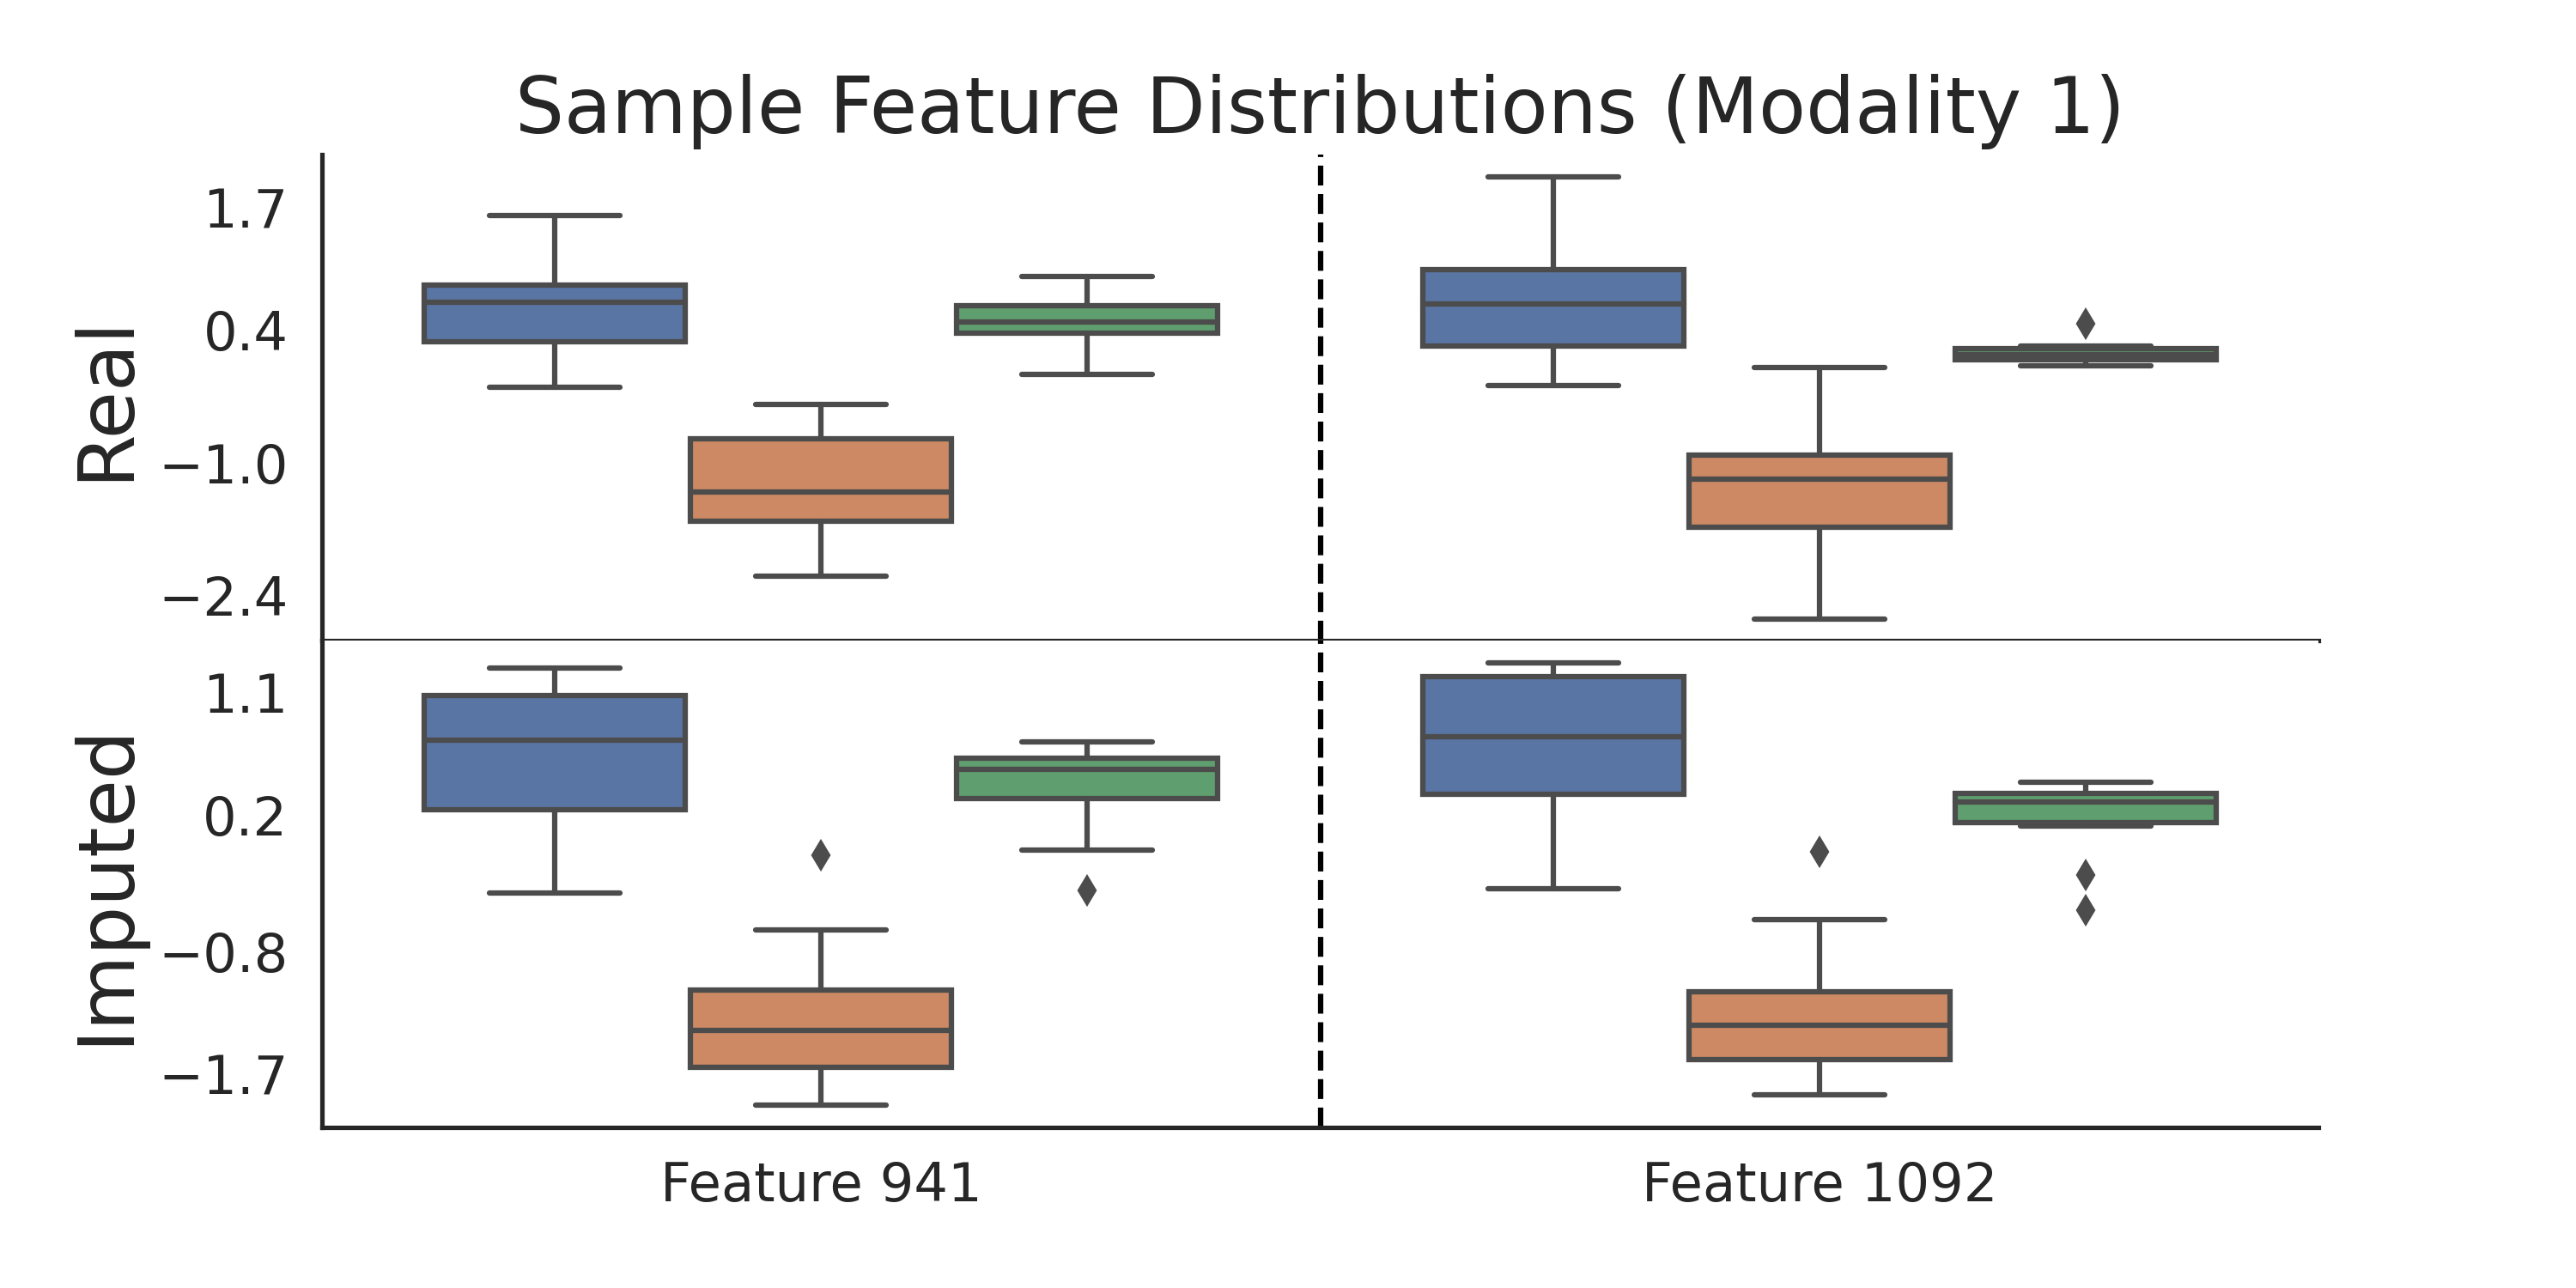 Sample Feature Distributions (Modality 1)
Real
1.7
0.4
−1.0
−2.4
Imputed
1.1
0.2
−0.8
−1.7
Feature 941
Feature 1092